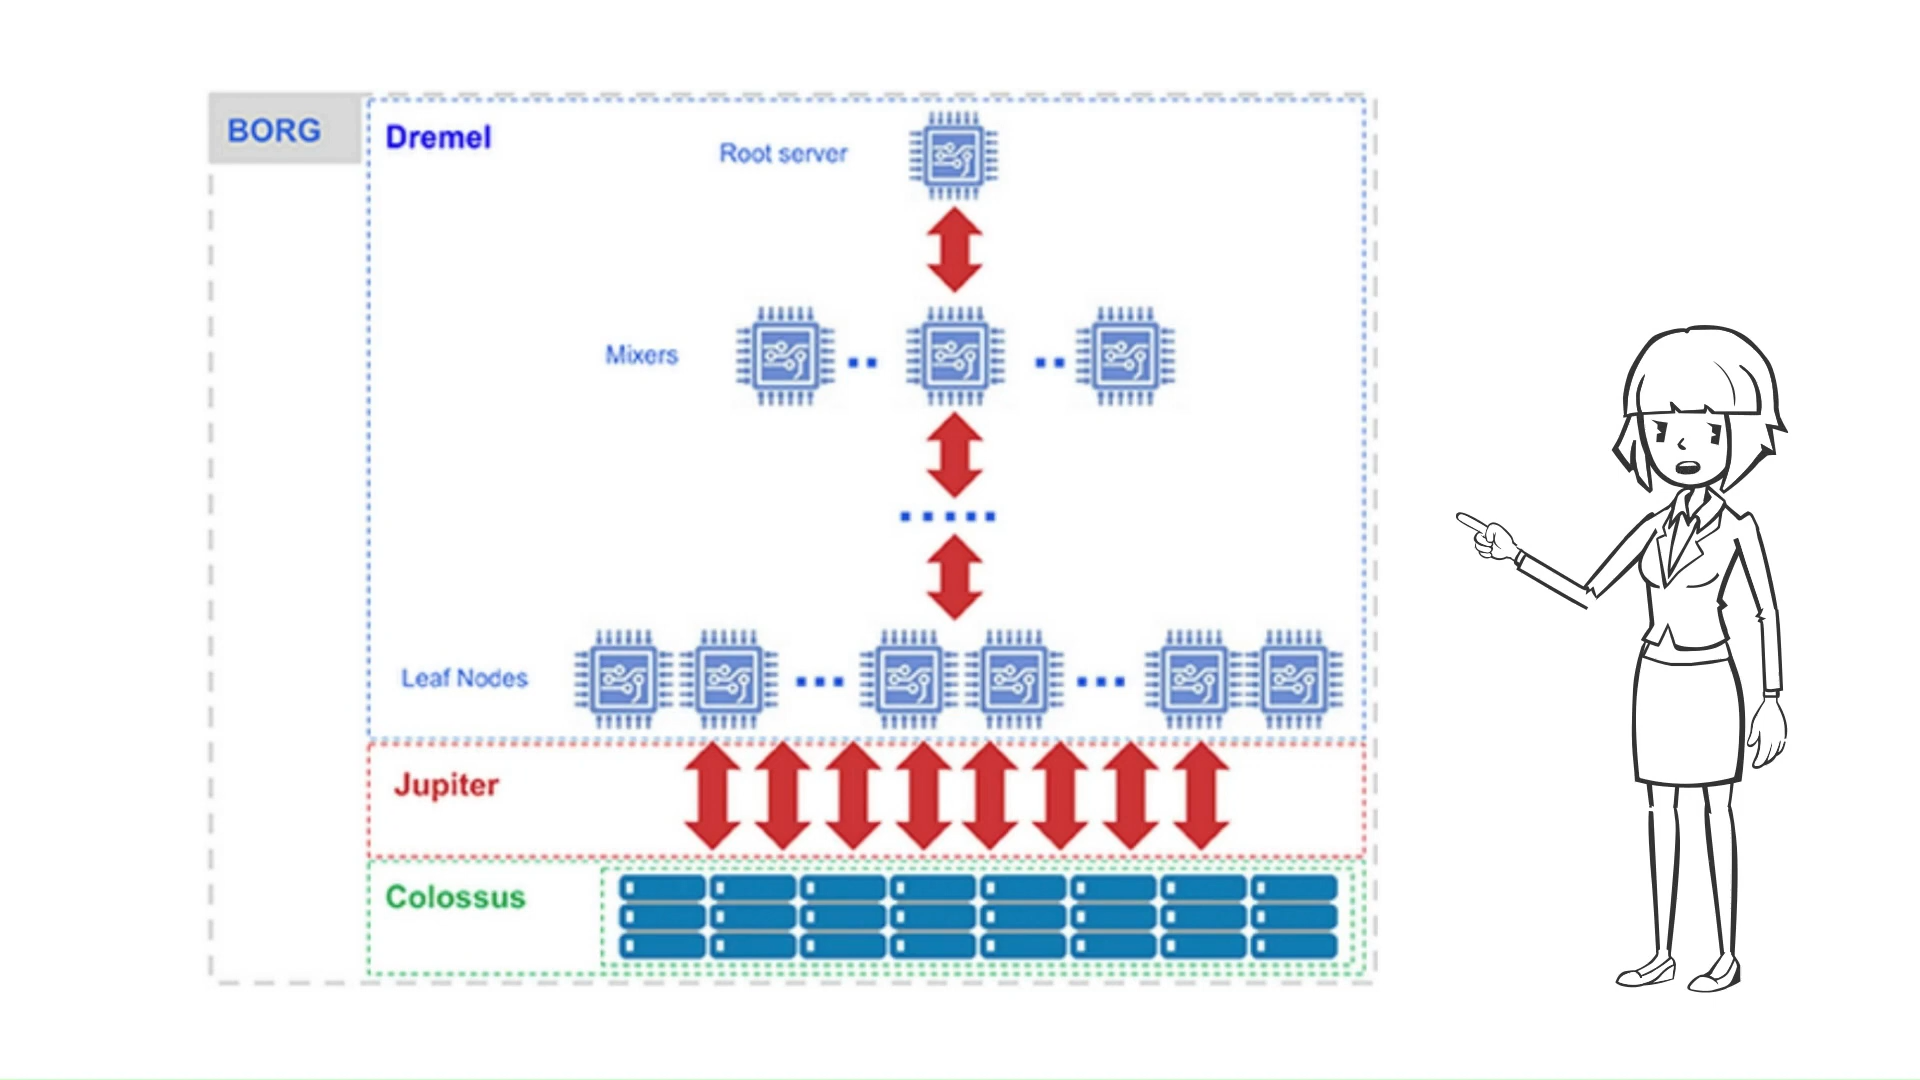 BORG
Dremel
Root server
Mixers
Leaf Nodes
Jupiter
Colossus